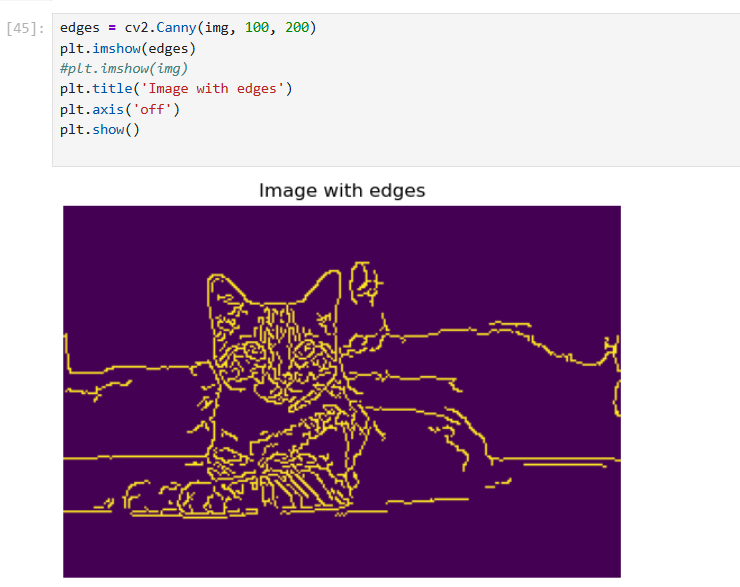 [45]: edges = cv2.Canny(img, 100, 200)
plt.imshow(edges)
#plt.imshow(img)
plt.title('Image with edges')
plt.axis('off')
plt.show()
Image with edges